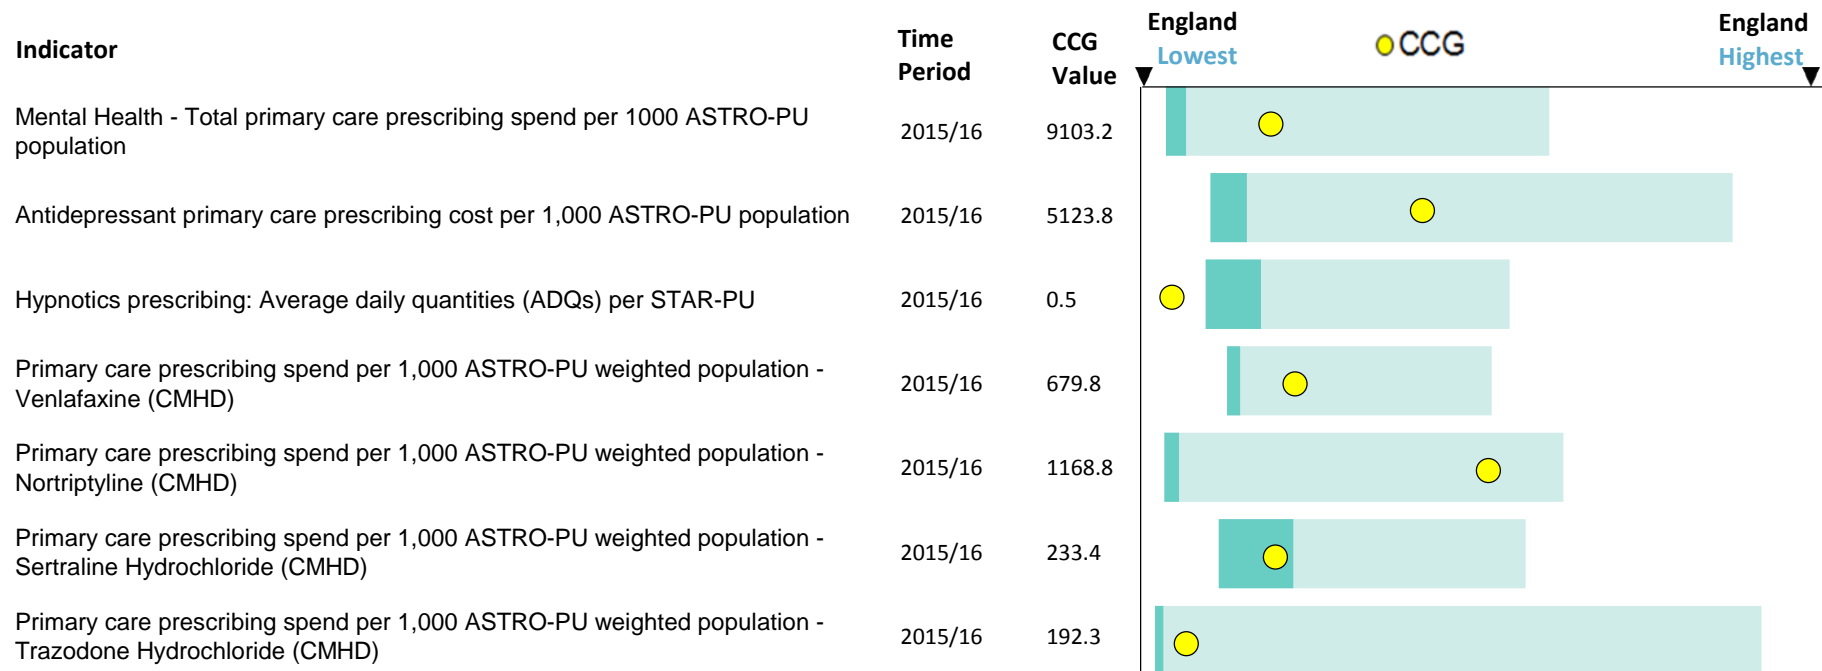 Indicator
Time
Period
CCG
Value
England
Lowest
CCG
England
Highest
Mental Health - Total primary care prescribing spend per 1000 ASTRO-PU
population
2015/16
9103.2
Antidepressant primary care prescribing cost per 1,000 ASTRO-PU population
2015/16
5123.8
Hypnotics prescribing: Average daily quantities (ADQs) per STAR-PU
2015/16
0.5
Primary care prescribing spend per 1,000 ASTRO-PU weighted population -
Venlafaxine (CMHD)
2015/16
679.8
Primary care prescribing spend per 1,000 ASTRO-PU weighted population -
Nortriptyline (CMHD)
2015/16
1168.8
Primary care prescribing spend per 1,000 ASTRO-PU weighted population -
Sertraline Hydrochloride (CMHD)
2015/16
233.4
Primary care prescribing spend per 1,000 ASTRO-PU weighted population -
Trazodone Hydrochloride (CMHD)
2015/16
192.3